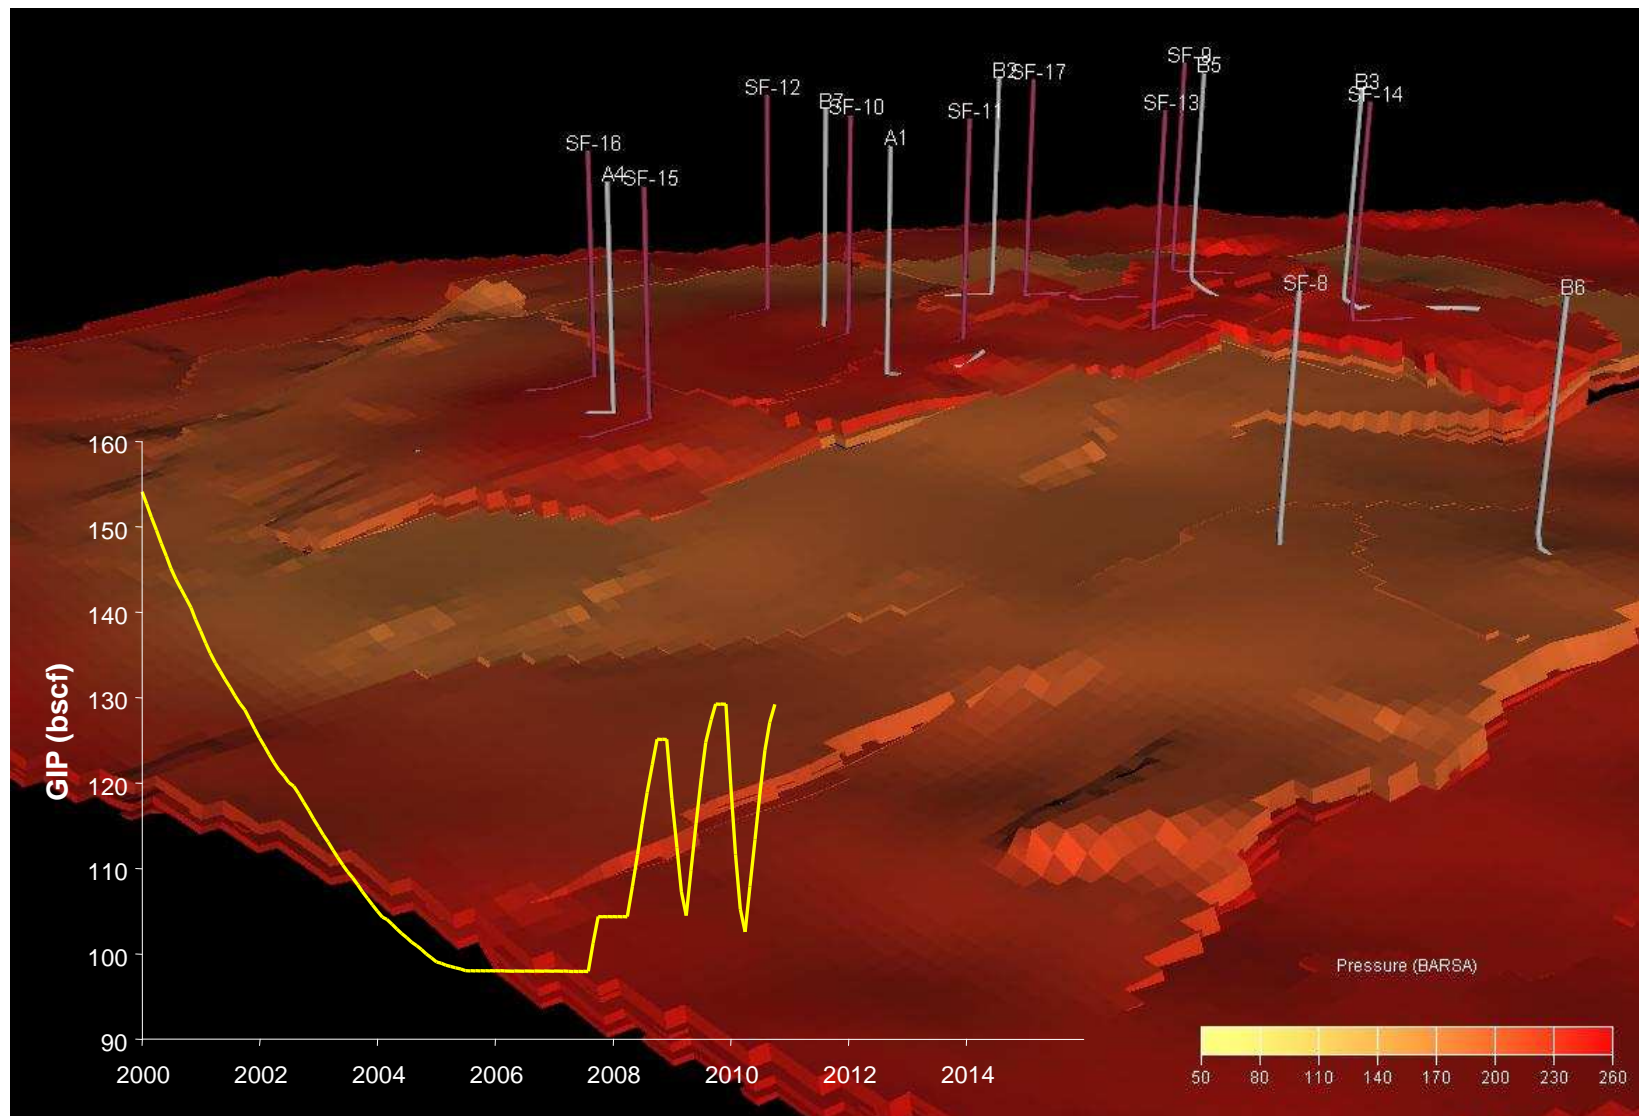 SF-9
B5
B2
SF-17
B3
SF-14
SF-12
B7
SF-10
SF-11
SF-13
A1
SF-16
A4
SF-15
SF-8
B6
160
150
140
130
120
110
100
90
GIP (bscf)
2000 2002 2004 2006 2008 2010 2012 2014
Pressure (BARSA)
50 80 110 140 170 200 230 260